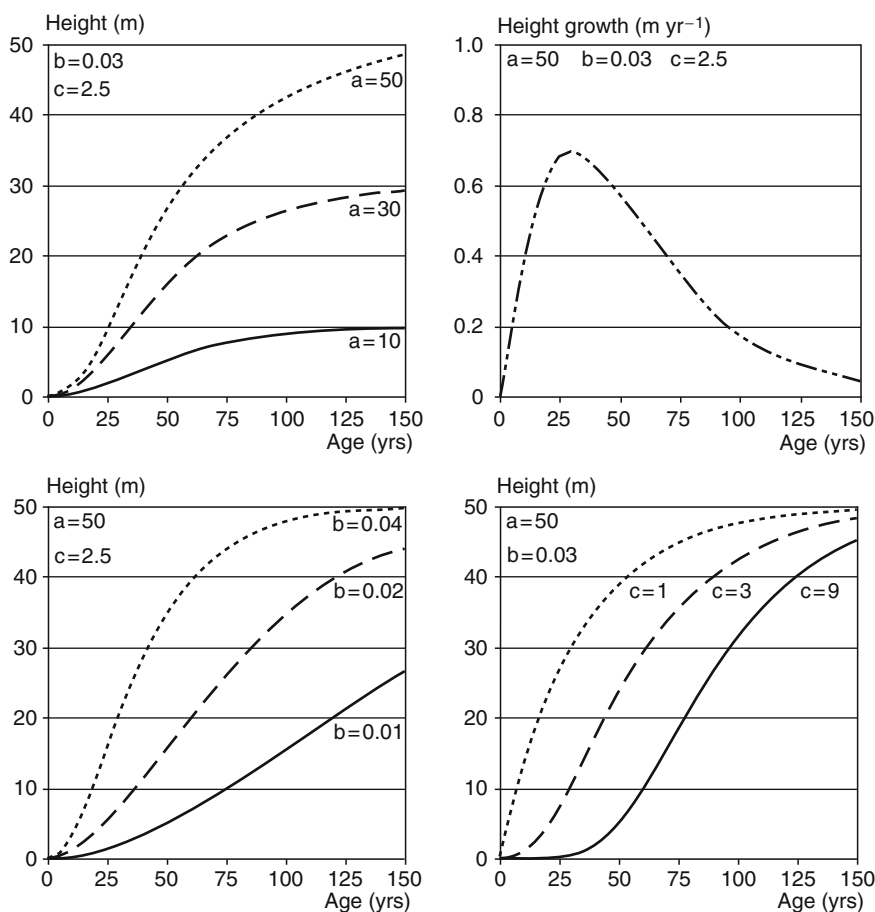 Height (m)
50
40
30
20
10
0
b=0.03
c=2.5
a=50
a=30
a=10
0 25 50 75 100 125 150
Age (yrs)
Height growth (m yr⁻¹)
1.0
0.8
0.6
0.4
0.2
0
a=50 b=0.03 c=2.5
0 25 50 75 100 125 150
Age (yrs)
Height (m)
50
40
30
20
10
0
a=50
c=2.5
b=0.04
b=0.02
b=0.01
0 25 50 75 100 125 150
Age (yrs)
Height (m)
50
40
30
20
10
0
a=50
b=0.03
c=1 c=3 c=9
0 25 50 75 100 125 150
Age (yrs)